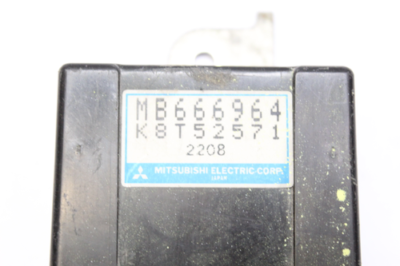 MB666964
K8T52571
2208
MITSUBISHI ELECTRIC CORP.
JAPAN